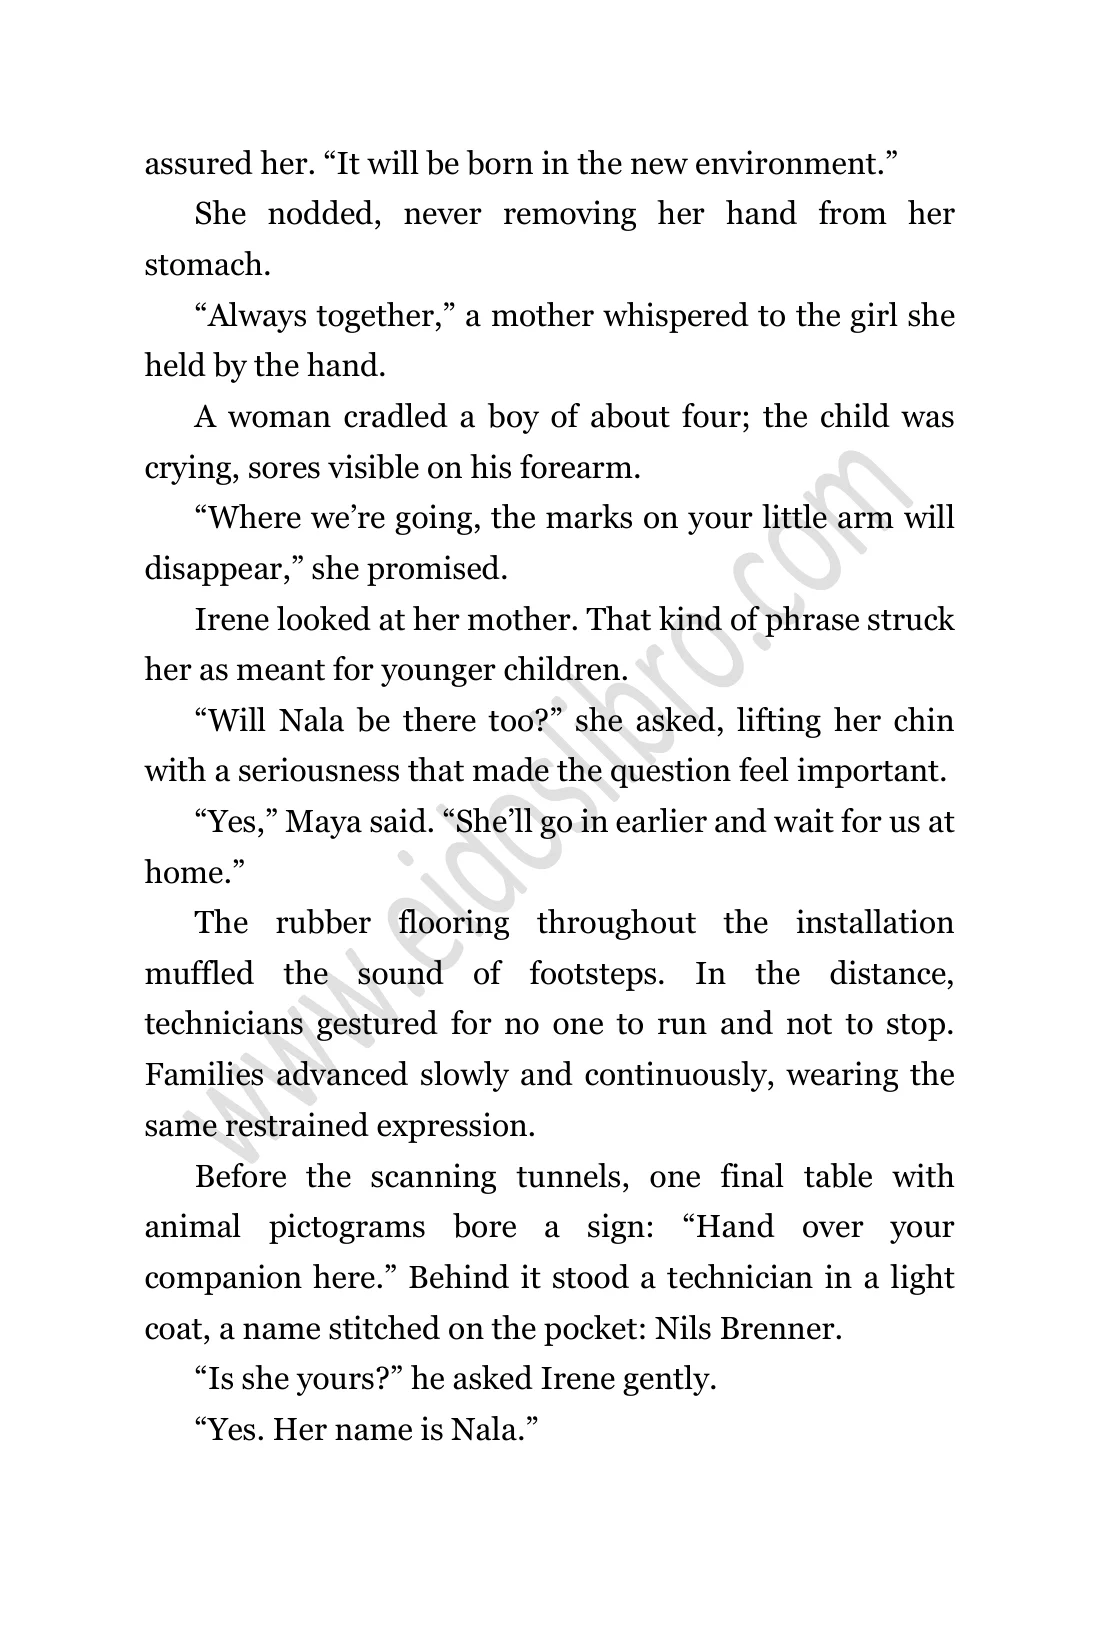 assured her. “It will be born in the new environment.”
She nodded, never removing her hand from her
stomach.
“Always together,” a mother whispered to the girl she
held by the hand.
A woman cradled a boy of about four; the child was
crying, sores visible on his forearm.
“Where we’re going, the marks on your little arm will
disappear,” she promised.
Irene looked at her mother. That kind of phrase struck
her as meant for younger children.
“Will Nala be there too?” she asked, lifting her chin
with a seriousness that made the question feel important.
“Yes,” Maya said. “She’ll go in earlier and wait for us at
home.”
The rubber flooring throughout the installation
muffled the sound of footsteps. In the distance,
technicians gestured for no one to run and not to stop.
Families advanced slowly and continuously, wearing the
same restrained expression.
Before the scanning tunnels, one final table with
animal pictograms bore a sign: “Hand over your
companion here.” Behind it stood a technician in a light
coat, a name stitched on the pocket: Nils Brenner.
“Is she yours?” he asked Irene gently.
“Yes. Her name is Nala.”
www.eidoslibro.com